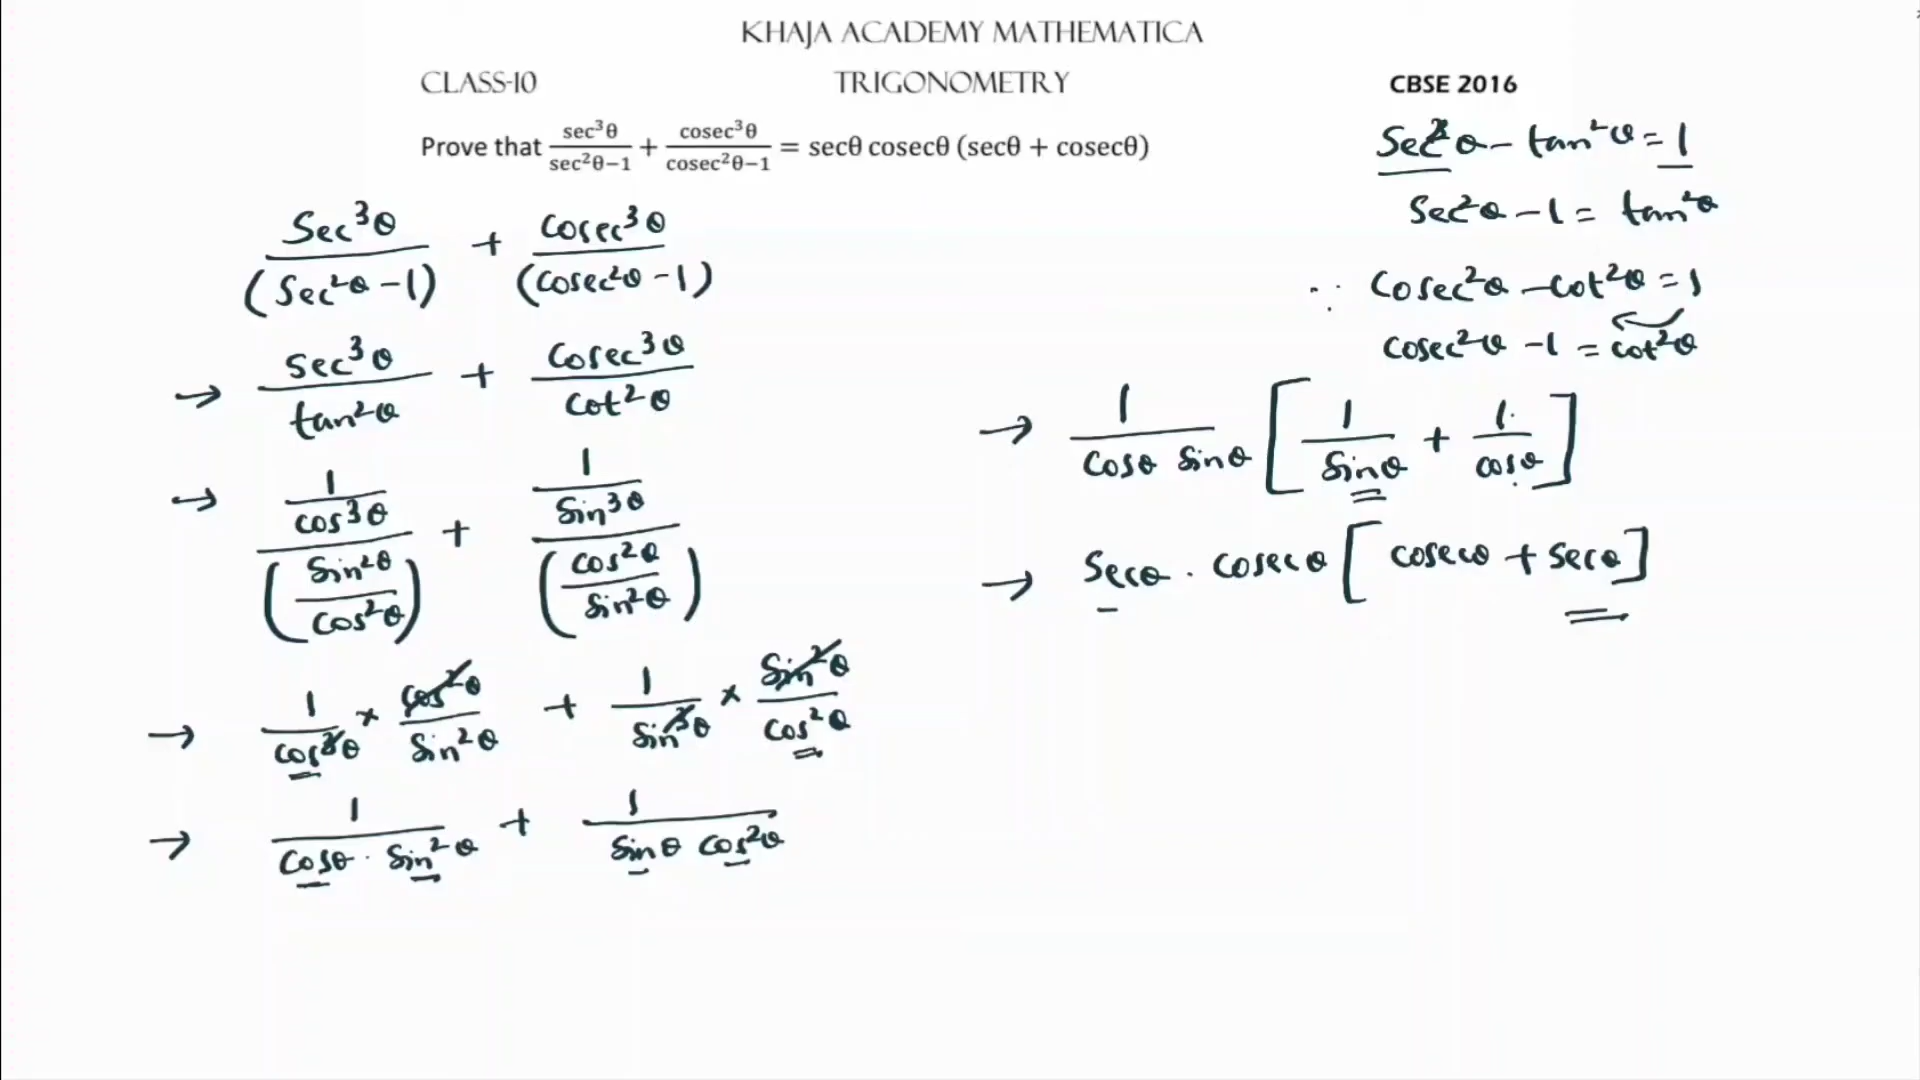 KHAJA ACADEMY MATHEMATICA
CLASS-10 TRIGONOMETRY CBSE 2016
Prove that sec³θ/(sec²θ−1) + cosec³θ/(cosec²θ−1) = secθ cosecθ (secθ + cosecθ)
Sec³θ/(Sec²θ −1) + Cosec³θ/(Cosec²θ −1)
→ Sec³θ/tan²θ + Cosec³θ/Cot²θ
→ (1/cos³θ)/(Sin²θ/Cos²θ) + (1/Sin³θ)/(Cos²θ/Sin²θ)
→ 1/cos³θ × cos²θ/Sin²θ + 1/Sin³θ × Sin²θ/Cos²θ
→ 1/(Cosθ · Sin²θ) + 1/(Sinθ Cos²θ)
Sec²θ − tan²θ = 1
Sec²θ − 1 = tan²θ
∵ Cosec²θ − Cot²θ = 1
Cosec²θ − 1 = Cot²θ
→ 1/(Cosθ Sinθ) [1/Sinθ + 1/Cosθ]
→ Secθ · Cosecθ [Cosecθ + Secθ]